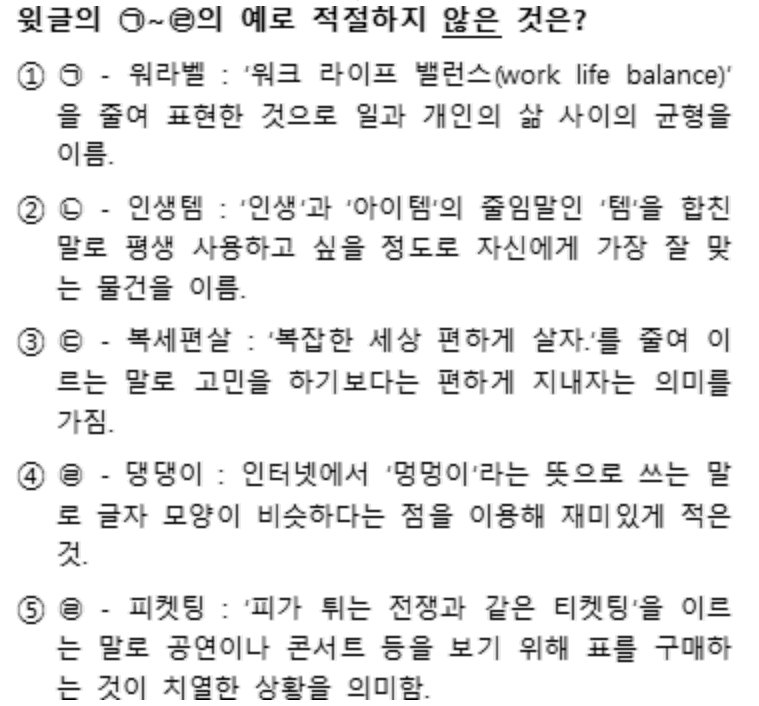 윗글의 ㉠~㉣의 예로 적절하지 않은 것은?
① ㉠ - 워라벨 : '워크 라이프 밸런스(work life balance)'
을 줄여 표현한 것으로 일과 개인의 삶 사이의 균형을
이름.
② ㉡ - 인생템 : '인생'과 '아이템'의 줄임말인 '템'을 합친
말로 평생 사용하고 싶을 정도로 자신에게 가장 잘 맞
는 물건을 이름.
③ ㉢ - 복세편살 : '복잡한 세상 편하게 살자.'를 줄여 이
르는 말로 고민을 하기보다는 편하게 지내자는 의미를
가짐.
④ ㉣ - 댕댕이 : 인터넷에서 '멍멍이'라는 뜻으로 쓰는 말
로 글자 모양이 비슷하다는 점을 이용해 재미있게 적은
것.
⑤ ㉣ - 피켓팅 : '피가 튀는 전쟁과 같은 티켓팅'을 이르
는 말로 공연이나 콘서트 등을 보기 위해 표를 구매하
는 것이 치열한 상황을 의미함.